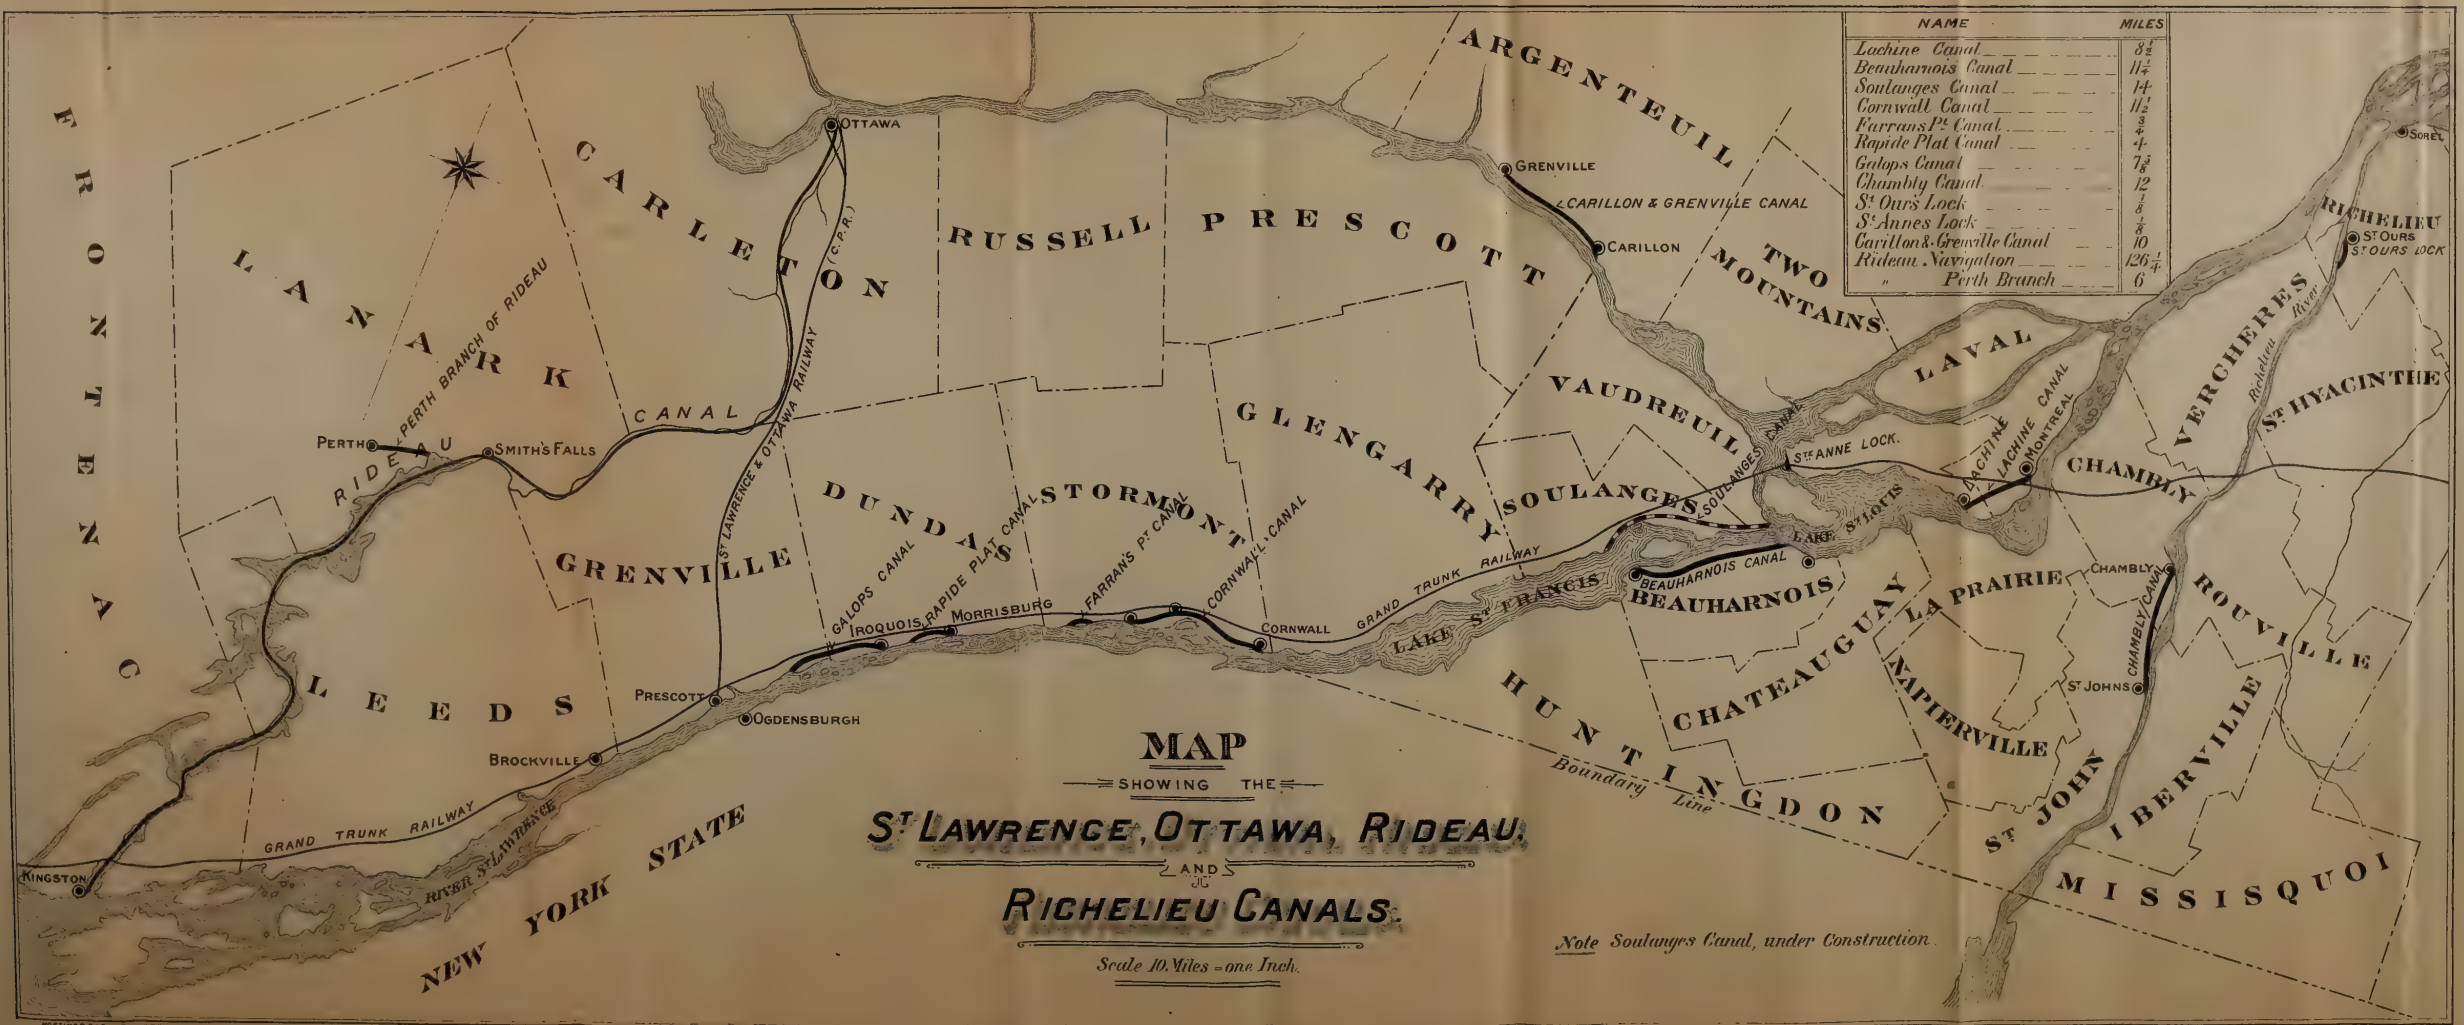 NAME MILES
Lachine Canal 8½
Beauharnois Canal 11¼
Soulanges Canal 14
Cornwall Canal 11½
Farrans Pt. Canal ¾
Rapide Plat Canal 4
Galops Canal
Chambly Canal 12
St. Ours Lock ⅛
St. Annes Lock ⅛
Carillon & Grenville Canal 10
Rideau Navigation 126¼
" Perth Branch 6
FRONTENAC
LANARK
CARLETON
RUSSELL
PRESCOTT
ARGENTEUIL
TWO
MOUNTAINS
OTTAWA
(C.P.R.)
GRENVILLE
CARILLON & GRENVILLE CANAL
CARILLON
SOREL
RICHELIEU
ST OURS
ST OURS LOCK
VERCHERES
Richelieu River
ST HYACINTHE
LAVAL
VAUDREUIL
GLENGARRY
SOULANGES
SOULANGES CANAL
STE ANNE LOCK.
LACHINE
LACHINE CANAL
MONTREAL
CHAMBLY
PERTH
PERTH BRANCH OF RIDEAU
RIDEAU CANAL
SMITH'S FALLS
ST LAWRENCE & OTTAWA RAILWAY
DUNDAS
STORMONT
GRENVILLE
GALOPS CANAL
RAPIDE PLAT CANAL
FARRAN'S PT CANAL
CORNWALL CANAL
IROQUOIS
MORRISBURG
CORNWALL
GRAND TRUNK RAILWAY
LAKE ST FRANCIS
LAKE ST LOUIS
BEAUHARNOIS CANAL
BEAUHARNOIS
CHATEAUGUAY
LA PRAIRIE
CHAMBLY
CHAMBLY CANAL
ROUVILLE
ST JOHNS
NAPIERVILLE
IBERVILLE
ST JOHN
MISSISQUOI
HUNTINGDON
Boundary Line
LEEDS
PRESCOTT
OGDENSBURGH
BROCKVILLE
GRAND TRUNK RAILWAY
RIVER ST LAWRENCE
KINGSTON
NEW YORK STATE
MAP
SHOWING THE
ST LAWRENCE, OTTAWA, RIDEAU.
AND
RICHELIEU CANALS.
Scale 10. Miles = one Inch.
Note Soulanges Canal, under Construction.